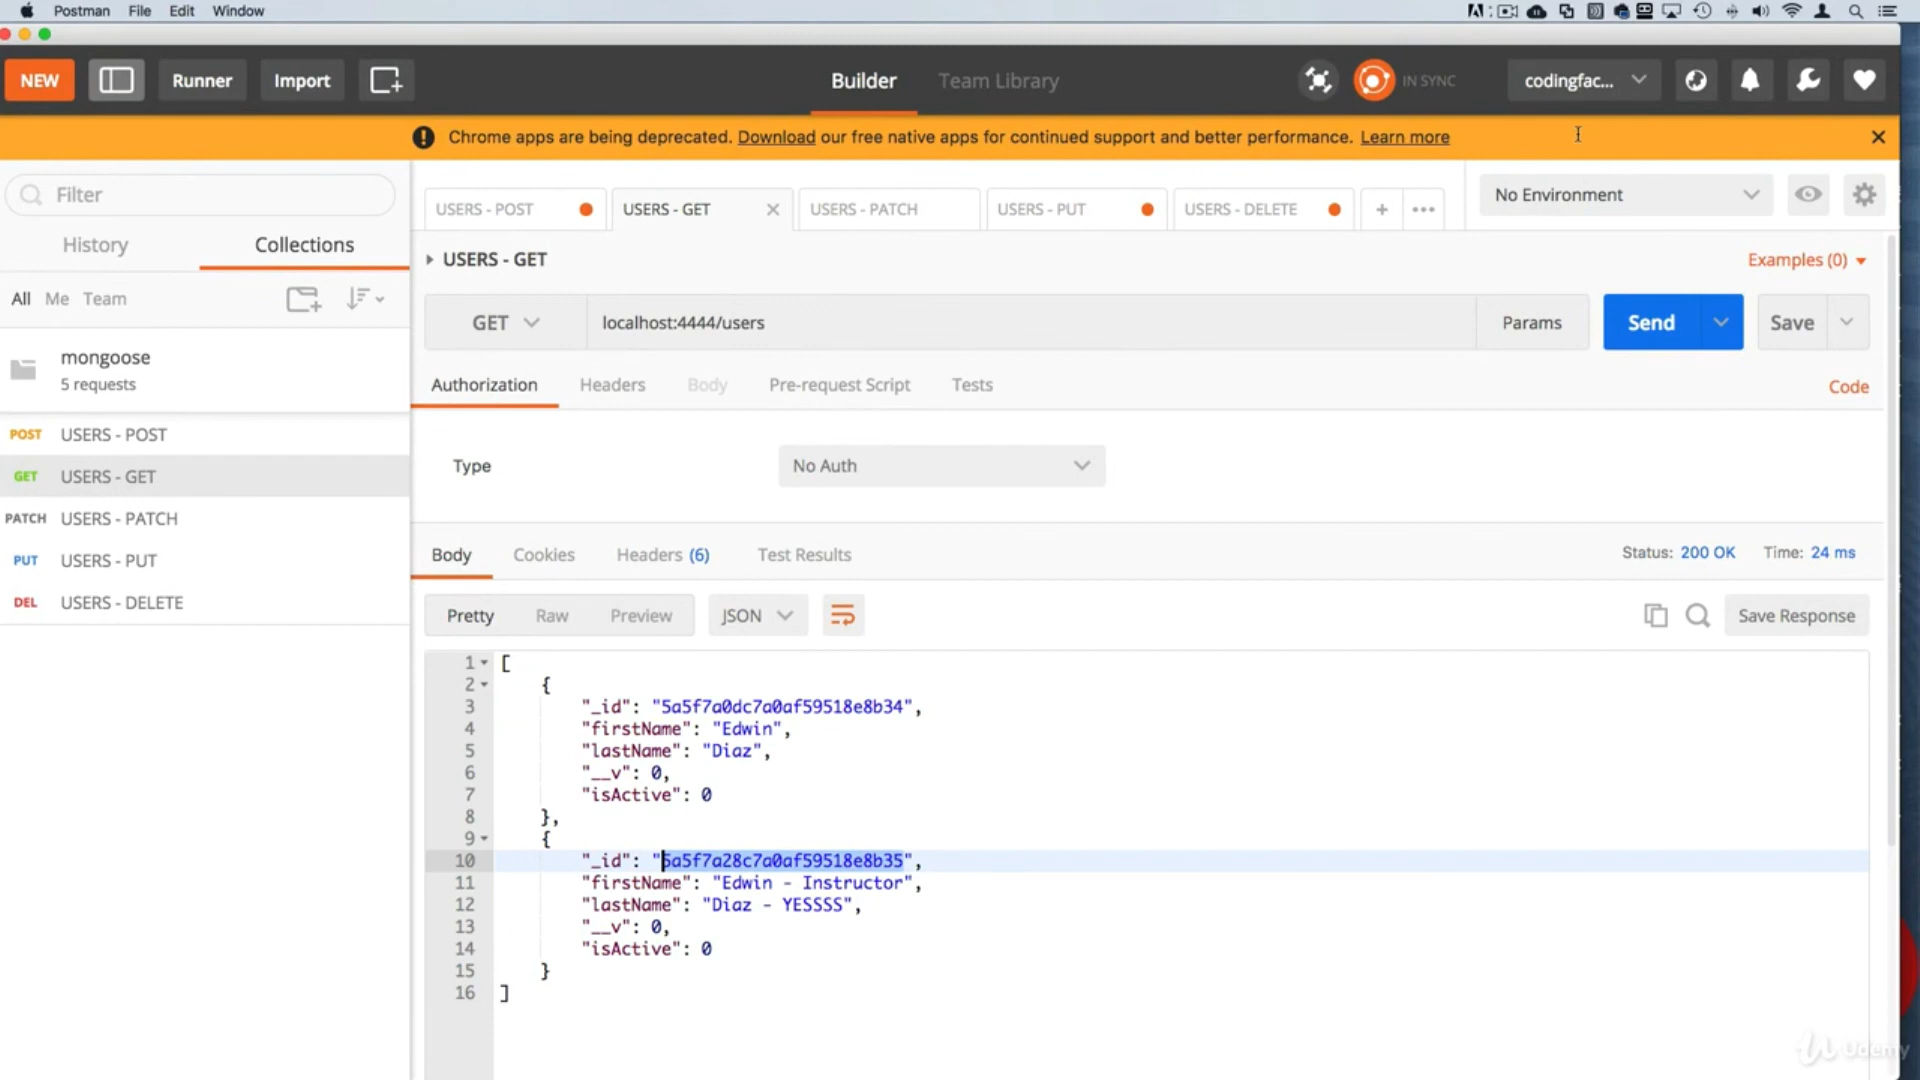 Postman File Edit Window
NEW Runner Import Builder Team Library IN SYNC codingfac...
Chrome apps are being deprecated. Download our free native apps for continued support and better performance. Learn more
Filter
History Collections
All Me Team
mongoose
5 requests
POST USERS - POST
GET USERS - GET
PATCH USERS - PATCH
PUT USERS - PUT
DEL USERS - DELETE
USERS - POST USERS - GET USERS - PATCH USERS - PUT USERS - DELETE
No Environment
USERS - GET
Examples (0)
GET localhost:4444/users Params Send Save
Authorization Headers Body Pre-request Script Tests Code
Type No Auth
Body Cookies Headers (6) Test Results Status: 200 OK Time: 24 ms
Pretty Raw Preview JSON Save Response
1 [
2 {
3 "_id": "5a5f7a0dc7a0af59518e8b34",
4 "firstName": "Edwin",
5 "lastName": "Diaz",
6 "__v": 0,
7 "isActive": 0
8 },
9 {
10 "_id": "5a5f7a28c7a0af59518e8b35",
11 "firstName": "Edwin - Instructor",
12 "lastName": "Diaz - YESSSS",
13 "__v": 0,
14 "isActive": 0
15 }
16 ]
Udemy